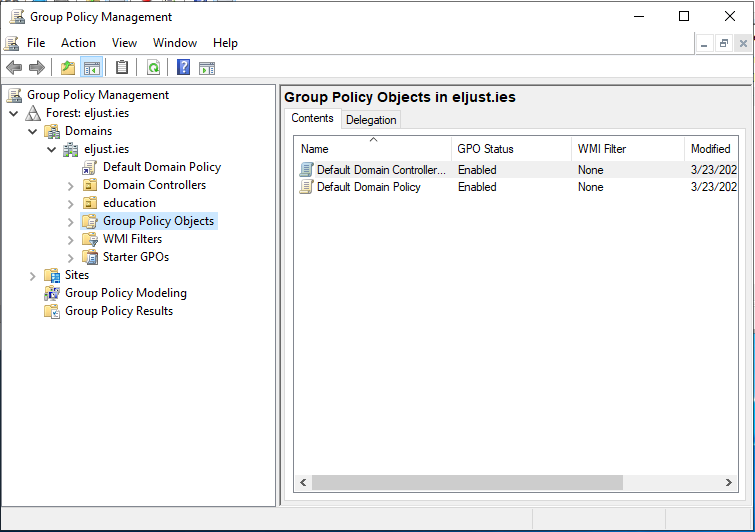 Group Policy Management
File Action View Window Help
Group Policy Management
Forest: eljust.ies
Domains
eljust.ies
Default Domain Policy
Domain Controllers
education
Group Policy Objects
WMI Filters
Starter GPOs
Sites
Group Policy Modeling
Group Policy Results
Group Policy Objects in eljust.ies
Contents Delegation
Name GPO Status WMI Filter Modified
Default Domain Controller... Enabled None 3/23/202
Default Domain Policy Enabled None 3/23/202